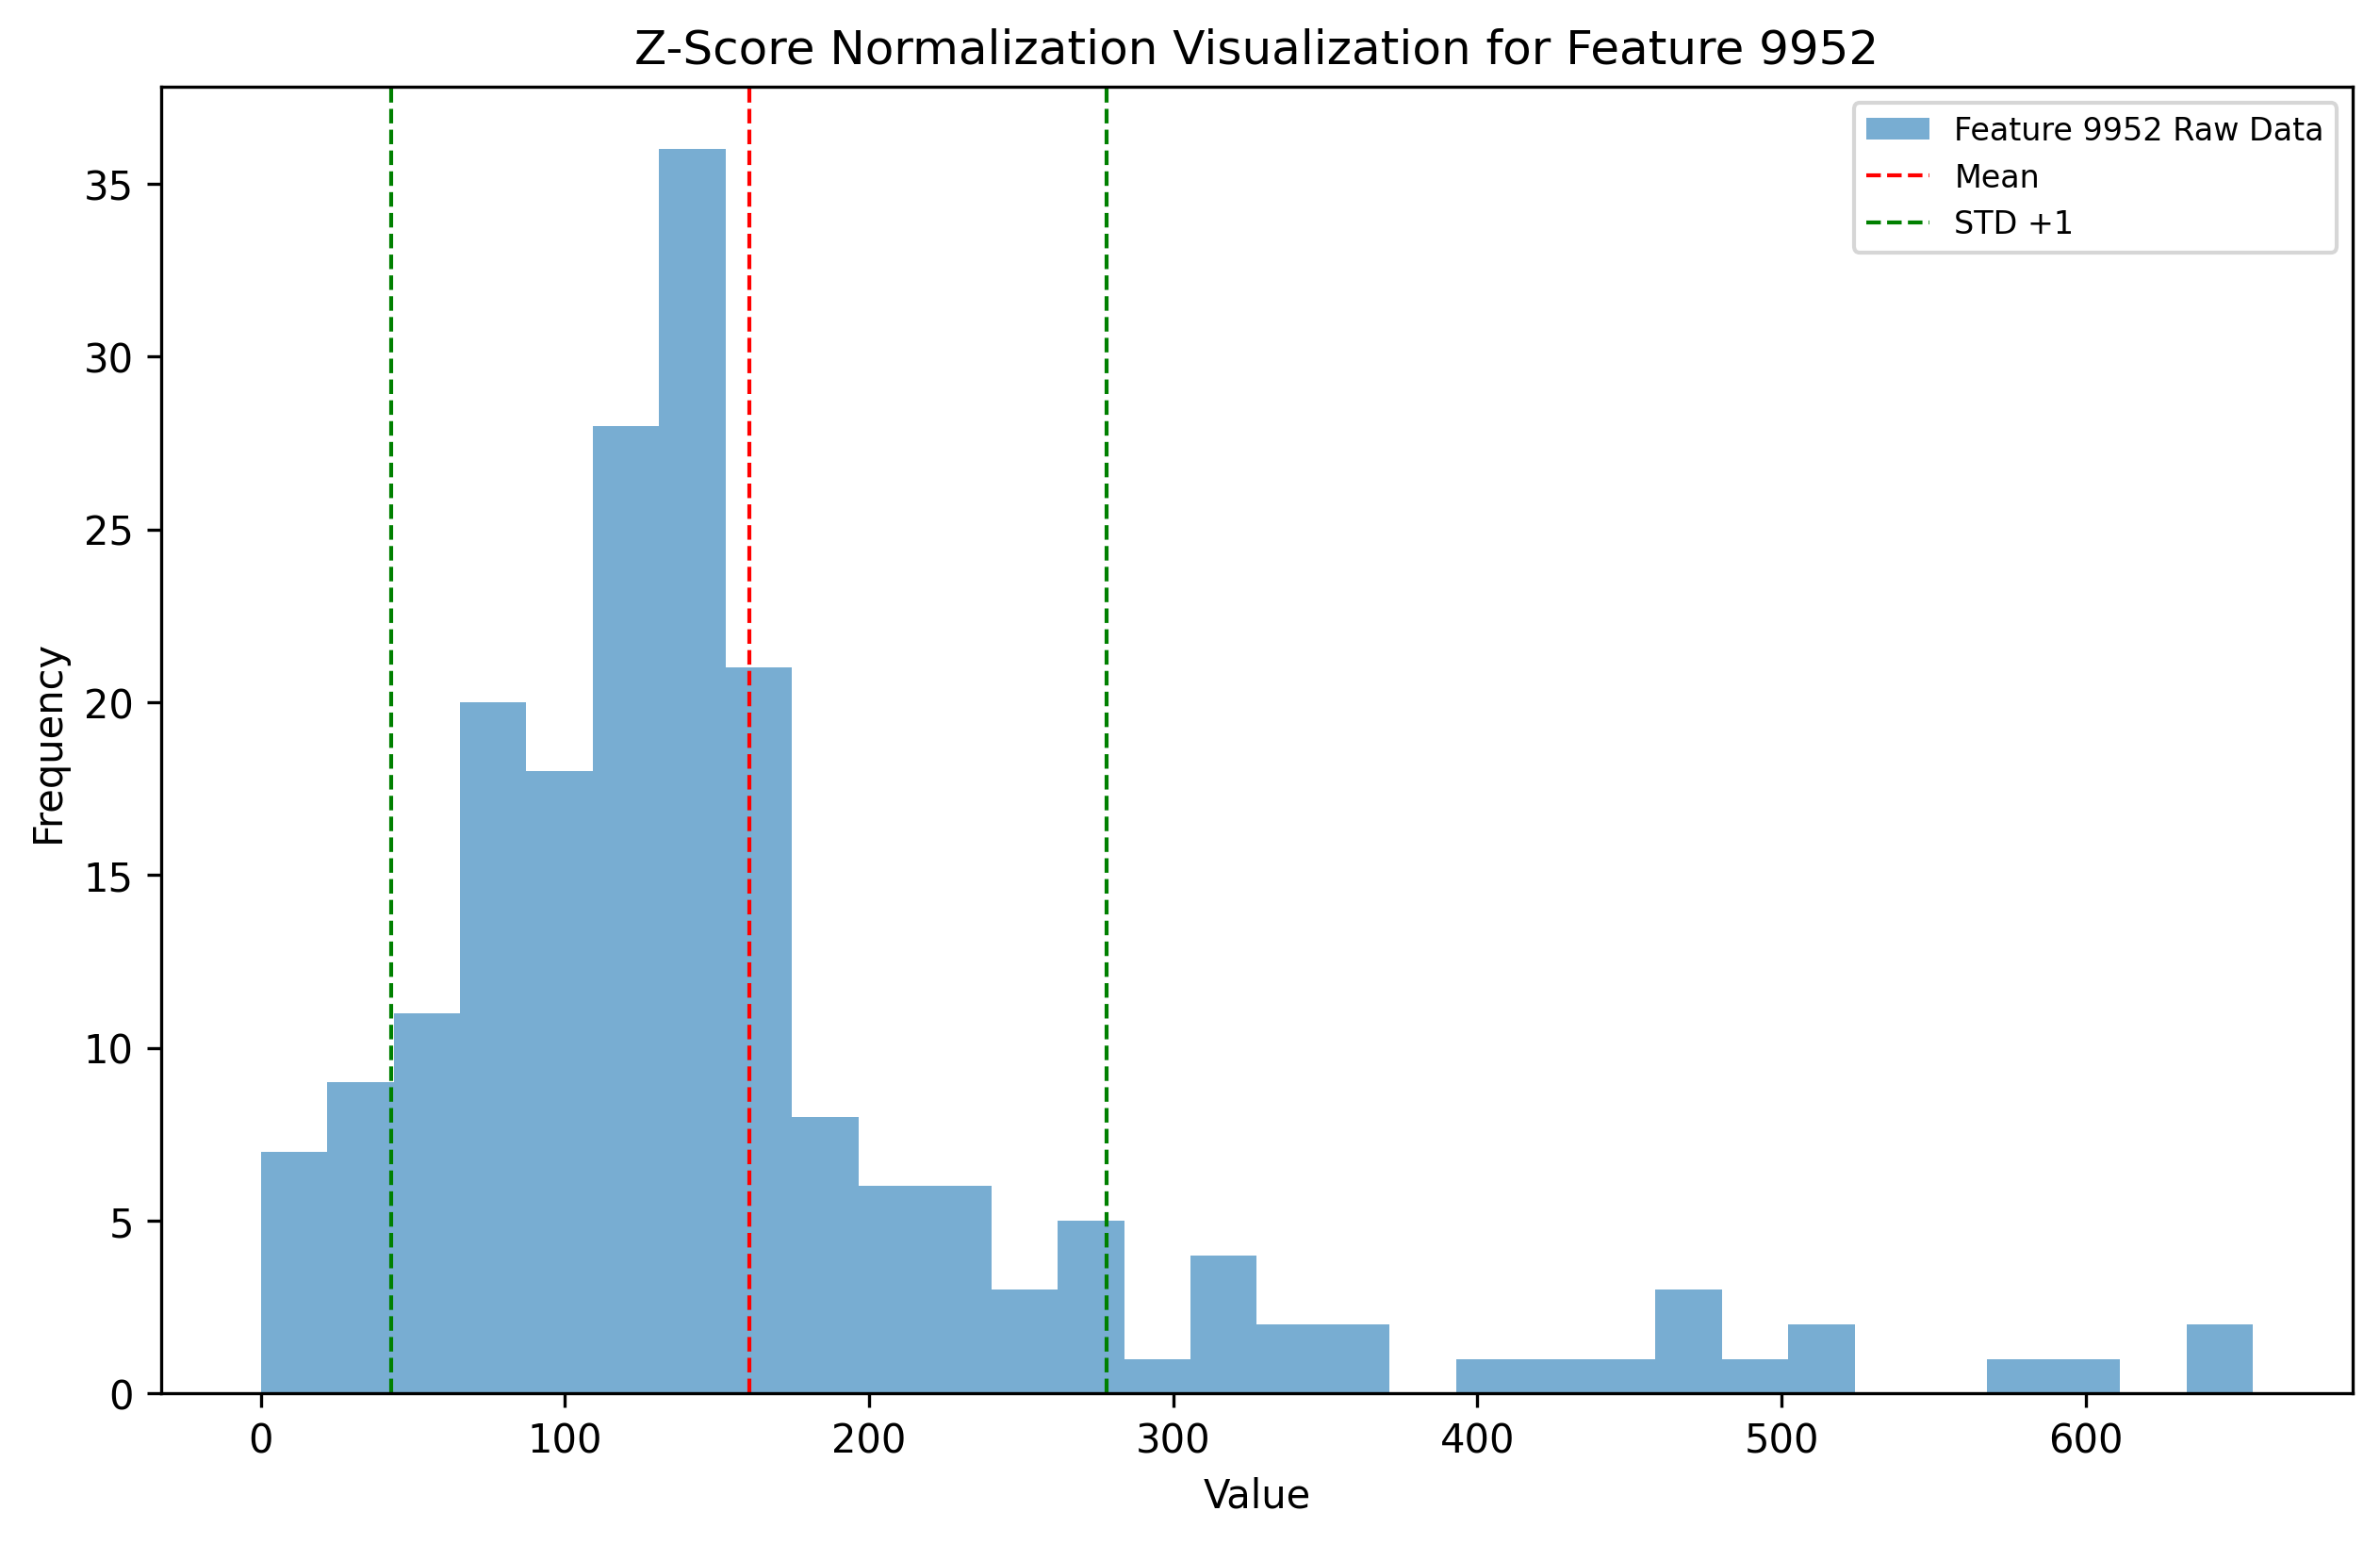 Z-Score Normalization Visualization for Feature 9952
Feature 9952 Raw Data
Mean
STD +1
Frequency
35
30
25
20
15
10
5
0
0 100 200 300 400 500 600
Value